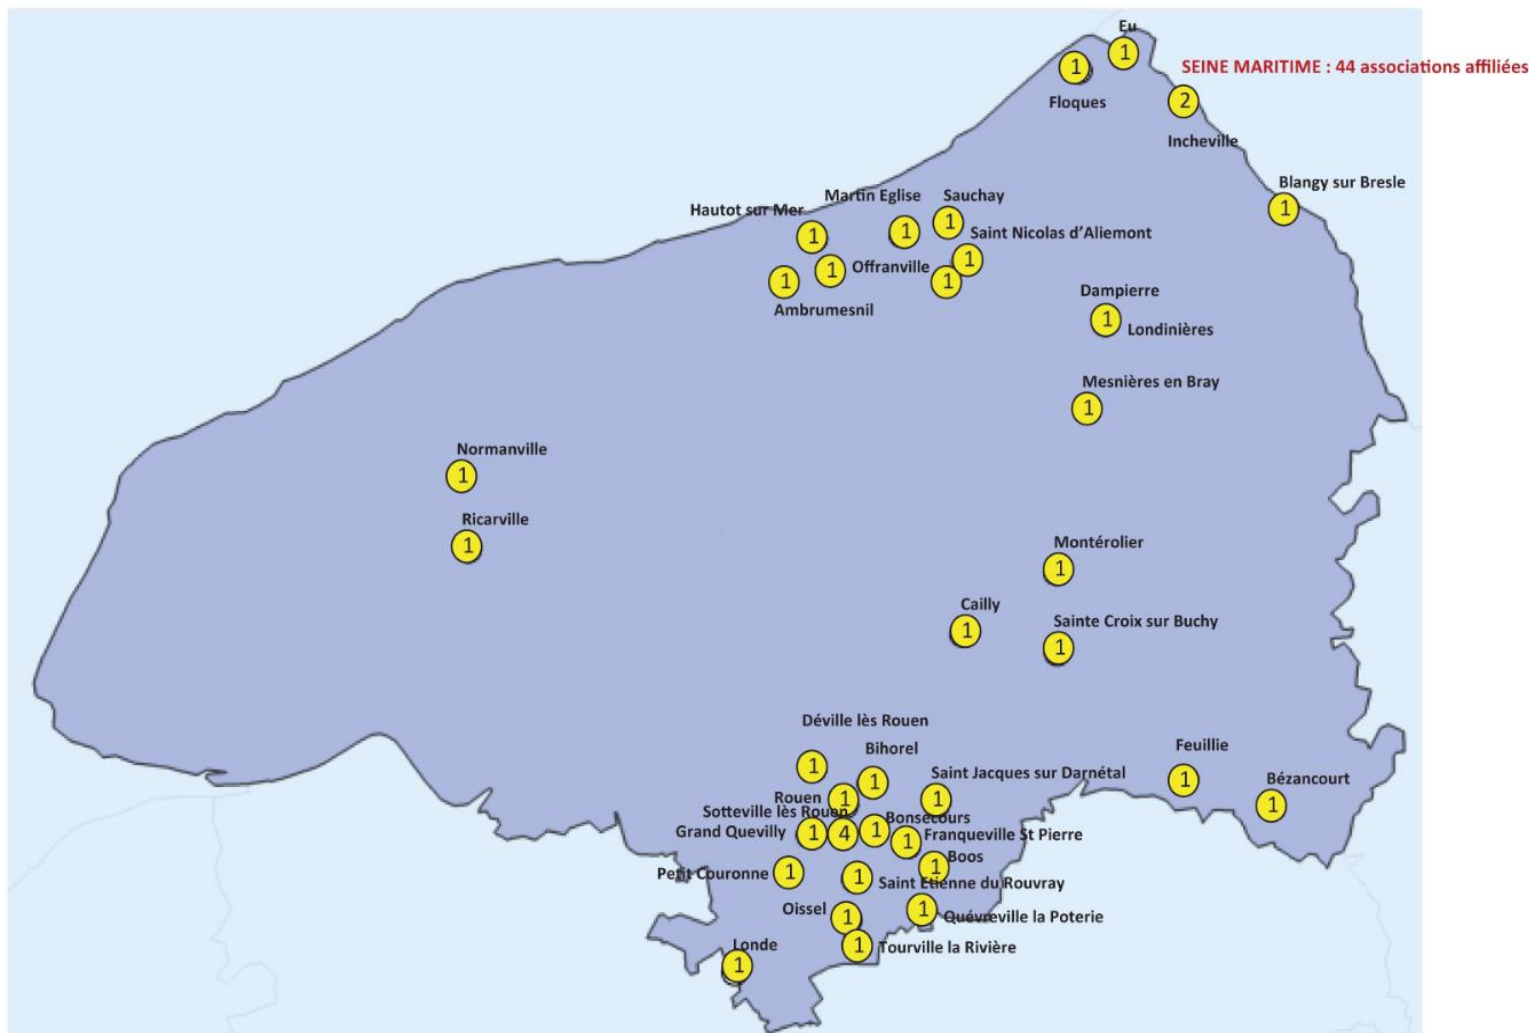 Eu
1
1
SEINE MARITIME : 44 associations affiliées
Floques
2
Incheville
Blangy sur Bresle
1
Martin Eglise
Sauchay
Hautot sur Mer
1
1
1
Saint Nicolas d'Aliemont
1
Offranville
1
1
1
Ambrumesnil
Dampierre
1
Londinières
Mesnières en Bray
1
Normanville
1
Ricarville
1
Montérolier
1
Cailly
1
Sainte Croix sur Buchy
1
Déville lès Rouen
1
Bihorel
1
Feuillie
1
Bézancourt
1
Saint Jacques sur Darnétal
1
Rouen
1
Sotteville lès Rouen
Grand Quevilly
1
4
1
Bonsecours
1
Franqueville St Pierre
Boos
1
Petit Couronne
1
1
Saint Etienne du Rouvray
Oissel
1
1
Quévreville la Poterie
1
Tourville la Rivière
Londe
1